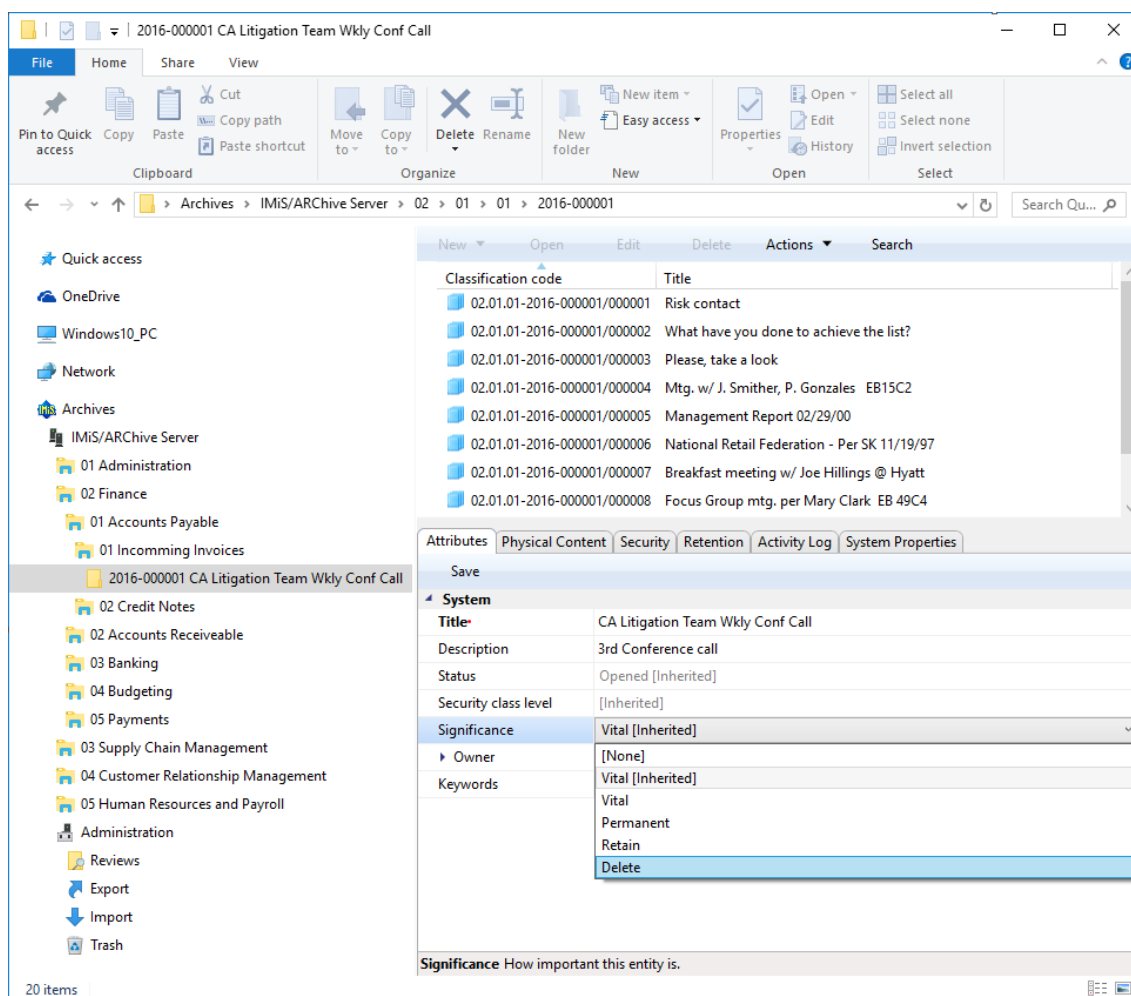 2016-000001 CA Litigation Team Wkly Conf Call
File Home Share View
Pin to Quick access
Copy
Paste
Cut
Copy path
Paste shortcut
Clipboard
Move to
Copy to
Delete
Rename
Organize
New folder
New item
Easy access
New
Properties
Open
Edit
History
Open
Select all
Select none
Invert selection
Select
Archives > IMiS/ARChive Server > 02 > 01 > 01 > 2016-000001
Search Qu...
Quick access
OneDrive
Windows10_PC
Network
Archives
IMiS/ARChive Server
01 Administration
02 Finance
01 Accounts Payable
01 Incomming Invoices
2016-000001 CA Litigation Team Wkly Conf Call
02 Credit Notes
02 Accounts Receiveable
03 Banking
04 Budgeting
05 Payments
03 Supply Chain Management
04 Customer Relationship Management
05 Human Resources and Payroll
Administration
Reviews
Export
Import
Trash
New Open Edit Delete Actions Search
Classification code Title
02.01.01-2016-000001/000001 Risk contact
02.01.01-2016-000001/000002 What have you done to achieve the list?
02.01.01-2016-000001/000003 Please, take a look
02.01.01-2016-000001/000004 Mtg. w/ J. Smither, P. Gonzales EB15C2
02.01.01-2016-000001/000005 Management Report 02/29/00
02.01.01-2016-000001/000006 National Retail Federation - Per SK 11/19/97
02.01.01-2016-000001/000007 Breakfast meeting w/ Joe Hillings @ Hyatt
02.01.01-2016-000001/000008 Focus Group mtg. per Mary Clark EB 49C4
Attributes Physical Content Security Retention Activity Log System Properties
Save
System
Title• CA Litigation Team Wkly Conf Call
Description 3rd Conference call
Status Opened [Inherited]
Security class level [Inherited]
Significance Vital [Inherited]
Owner
Keywords
[None]
Vital [Inherited]
Vital
Permanent
Retain
Delete
Significance How important this entity is.
20 items